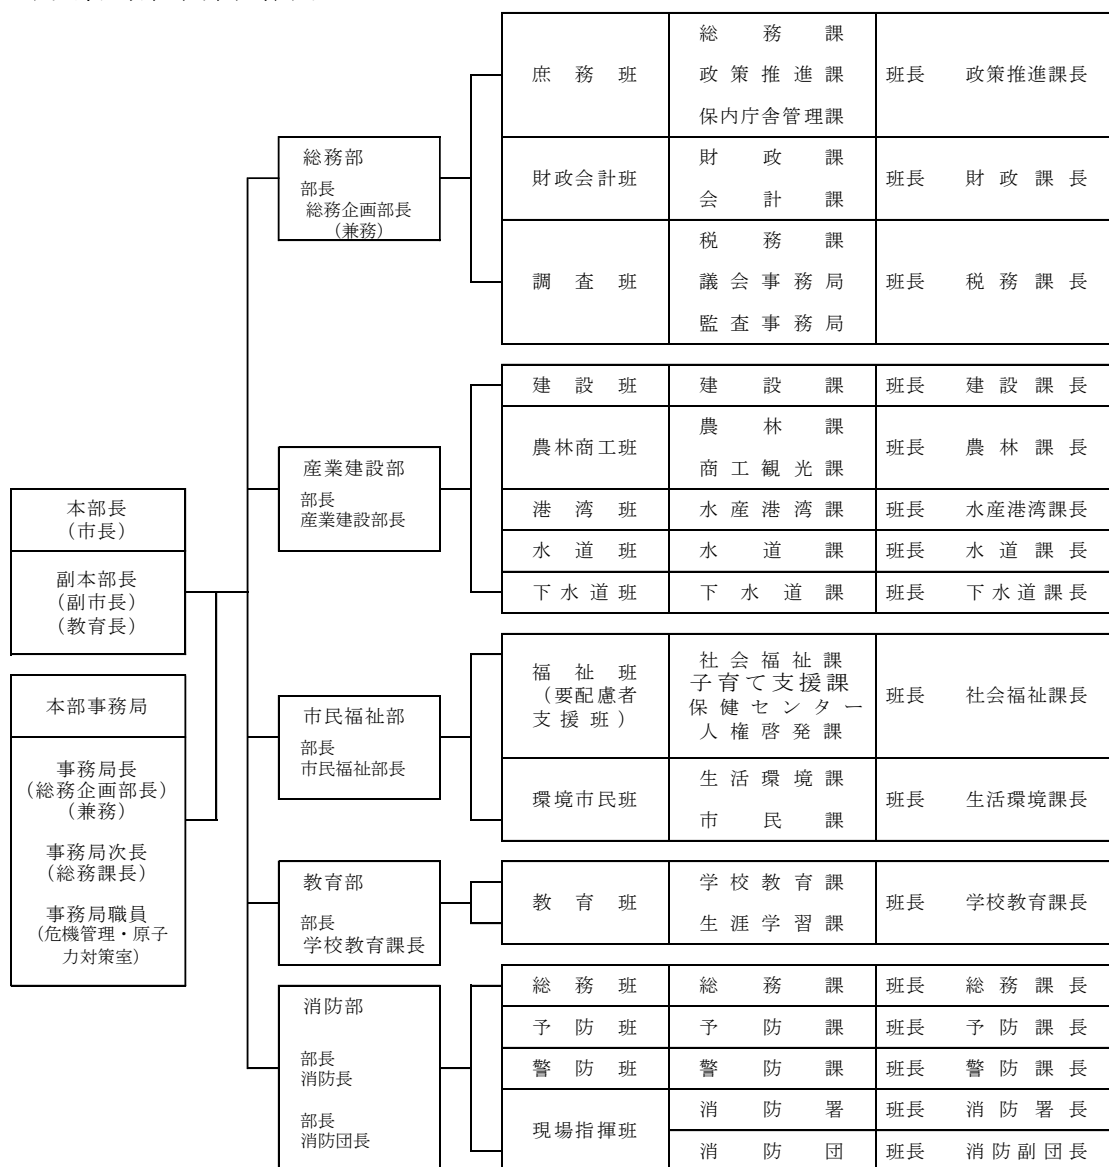 本部長
(市長)
副本部長
(副市長)
(教育長)
本部事務局
事務局長
(総務企画部長)
(兼務)
事務局次長
(総務課長)
事務局職員
(危機管理・原子
力対策室)
総務部
部長
総務企画部長
(兼務)
庶務班
総務課
政策推進課
保内庁舎管理課
班長 政策推進課長
財政会計班
財政課
会計課
班長 財政課長
調査班
税務課
議会事務局
監査事務局
班長 税務課長
産業建設部
部長
産業建設部長
建設班
建設課
班長 建設課長
農林商工班
農林課
商工観光課
班長 農林課長
港湾班
水産港湾課
班長 水産港湾課長
水道班
水道課
班長 水道課長
下水道班
下水道課
班長 下水道課長
市民福祉部
部長
市民福祉部長
福祉班
(要配慮者
支援班)
社会福祉課
子育て支援課
保健センター
人権啓発課
班長 社会福祉課長
環境市民班
生活環境課
市民課
班長 生活環境課長
教育部
部長
学校教育課長
教育班
学校教育課
生涯学習課
班長 学校教育課長
消防部
部長
消防長
部長
消防団長
総務班
総務課
班長 総務課長
予防班
予防課
班長 予防課長
警防班
警防課
班長 警防課長
現場指揮班
消防署
班長 消防署長
消防団
班長 消防副団長